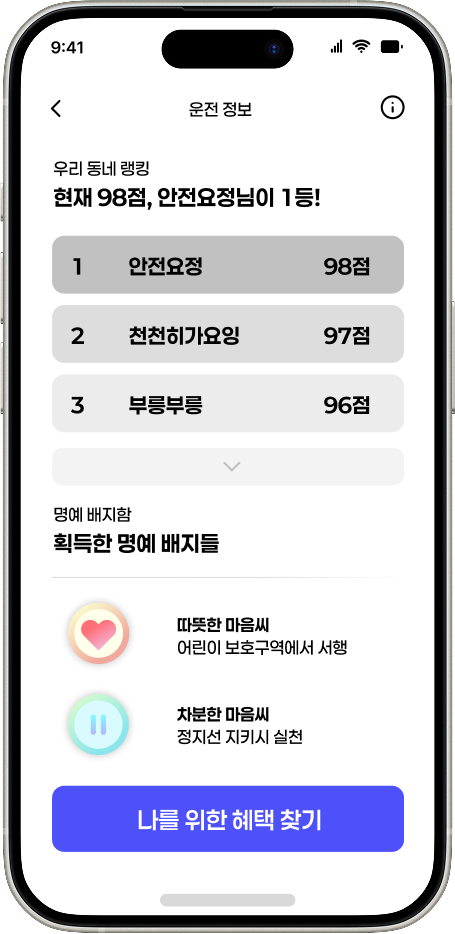 9:41
운전 정보
우리 동네 랭킹
현재 98점, 안전요정님이 1등!
1 안전요정 98점
2 천천히가요잉 97점
3 부릉부릉 96점
명예 배지함
획득한 명예 배지들
따뜻한 마음씨
어린이 보호구역에서 서행
차분한 마음씨
정지선 지키시 실천
나를 위한 혜택 찾기